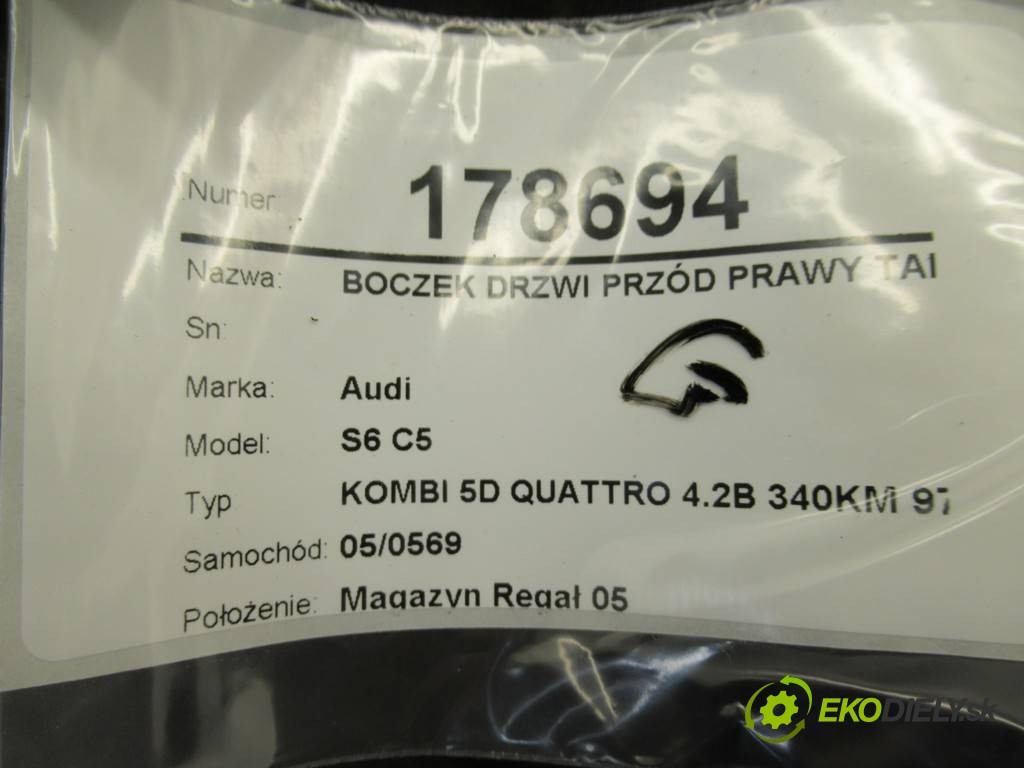 Numer 178694
Nazwa: BOCZEK DRZWI PRZÓD PRAWY TAI
Sn:
Marka: Audi
Model: S6 C5
Typ KOMBI 5D QUATTRO 4.2B 340KM 97
Samochód: 05/0569
Położenie: Magazyn Regał 05
EKODIELY.sk